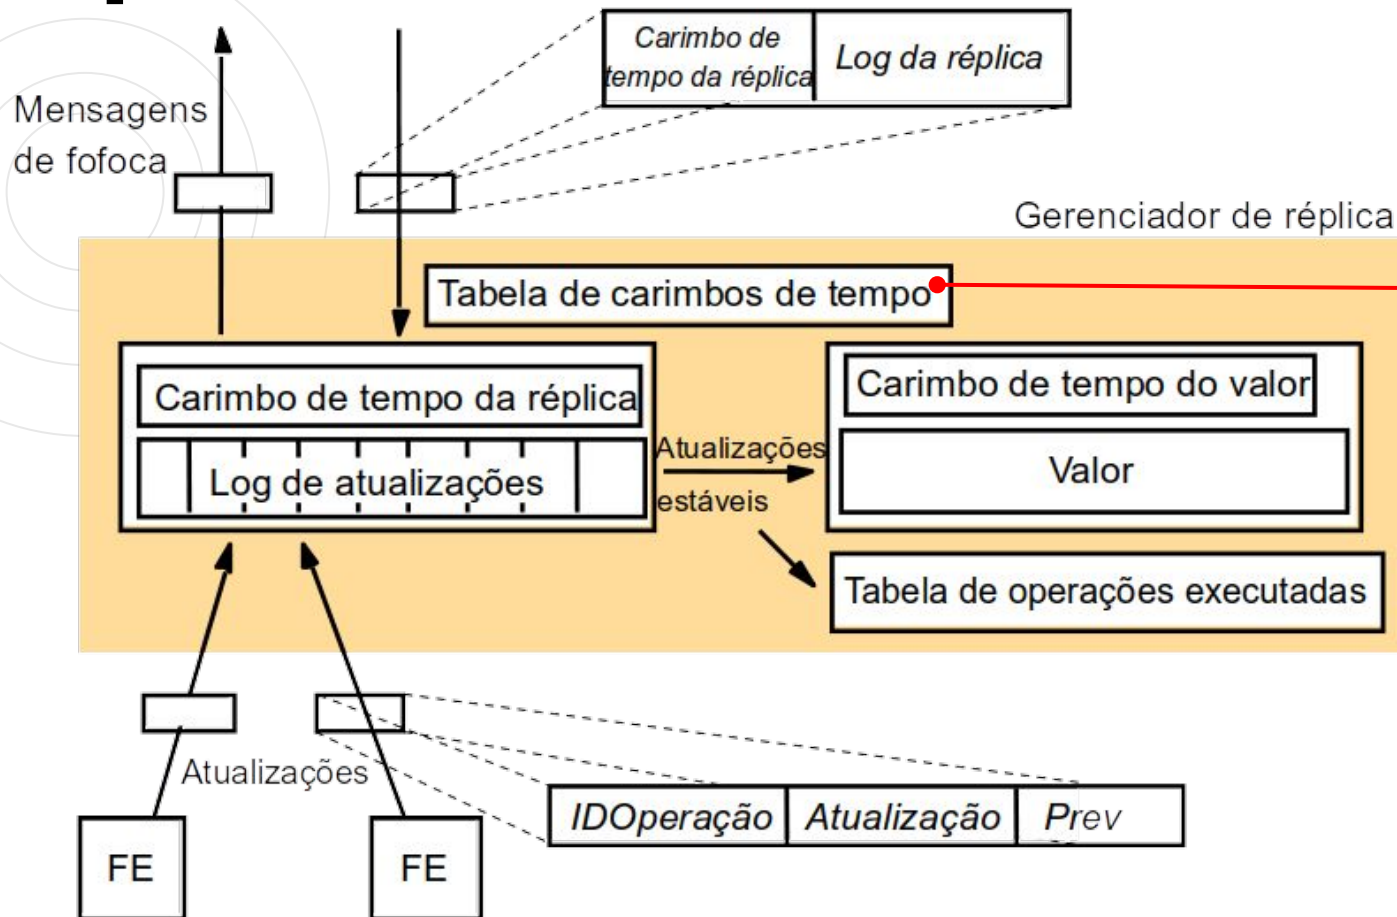 Carimbo de
tempo da réplica
Log da réplica
Mensagens
de fofoca
Gerenciador de réplica
Tabela de carimbos de tempo
Carimbo de tempo da réplica
Log de atualizações
Atualizações
estáveis
Carimbo de tempo do valor
Valor
Tabela de operações executadas
Atualizações
IDOperação
Atualização
Prev
FE
FE